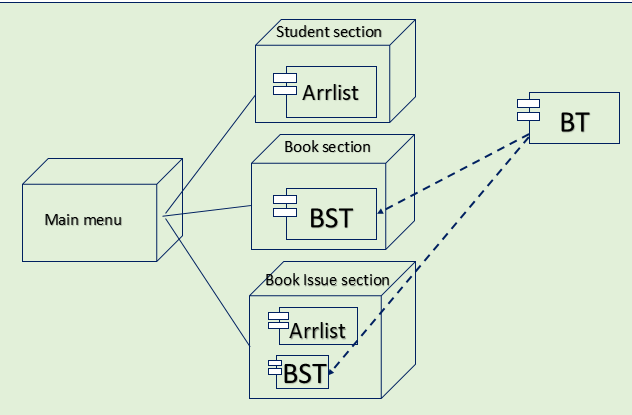 Student section
Arrlist
BT
Book section
BST
Main menu
Book Issue section
Arrlist
BST